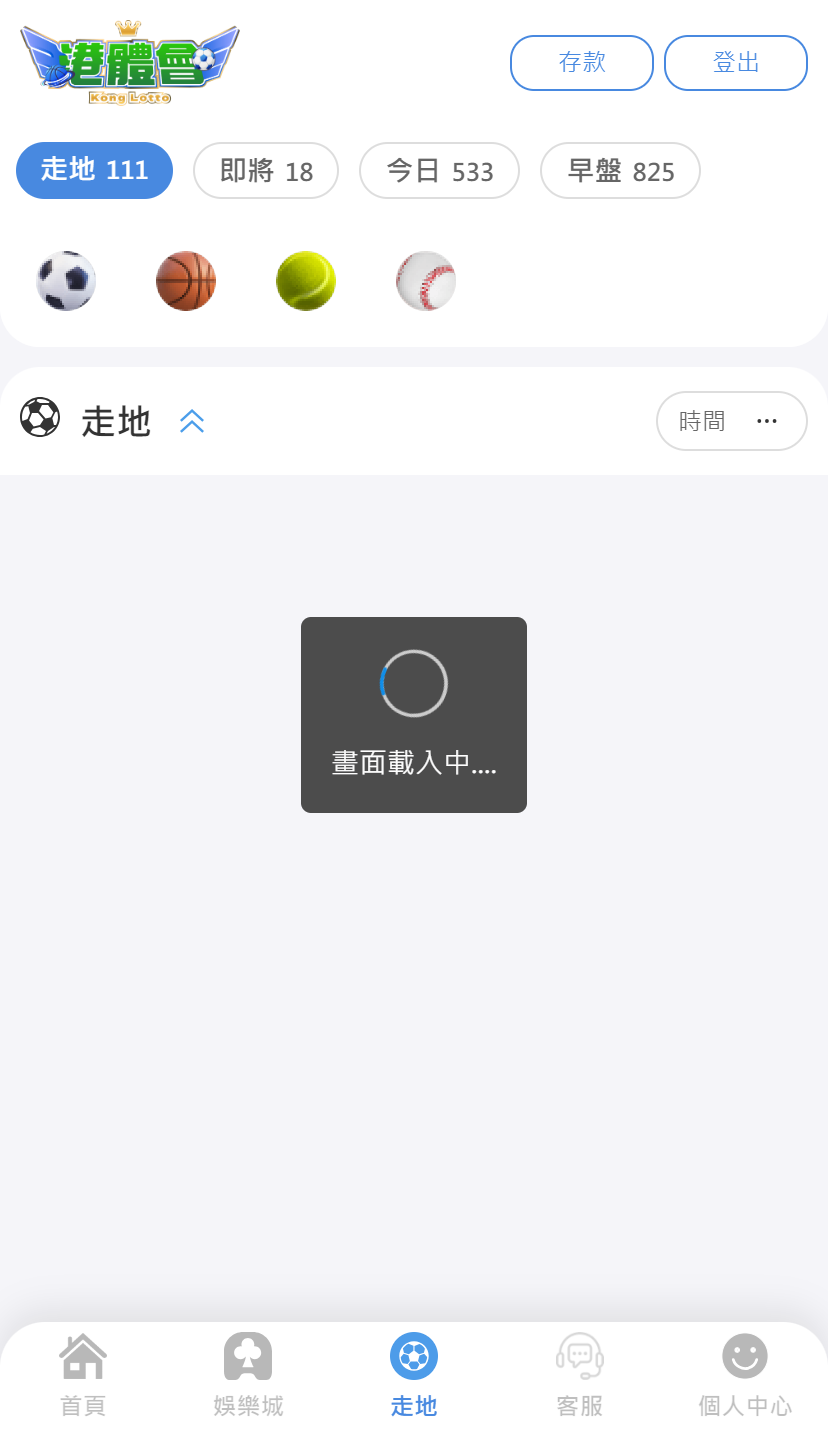 港體會
Kong Lotto
存款
登出
走地 111
即將 18
今日 533
早盤 825
走地
時間 ...
畫面載入中....
首頁
娛樂城
走地
客服
個人中心